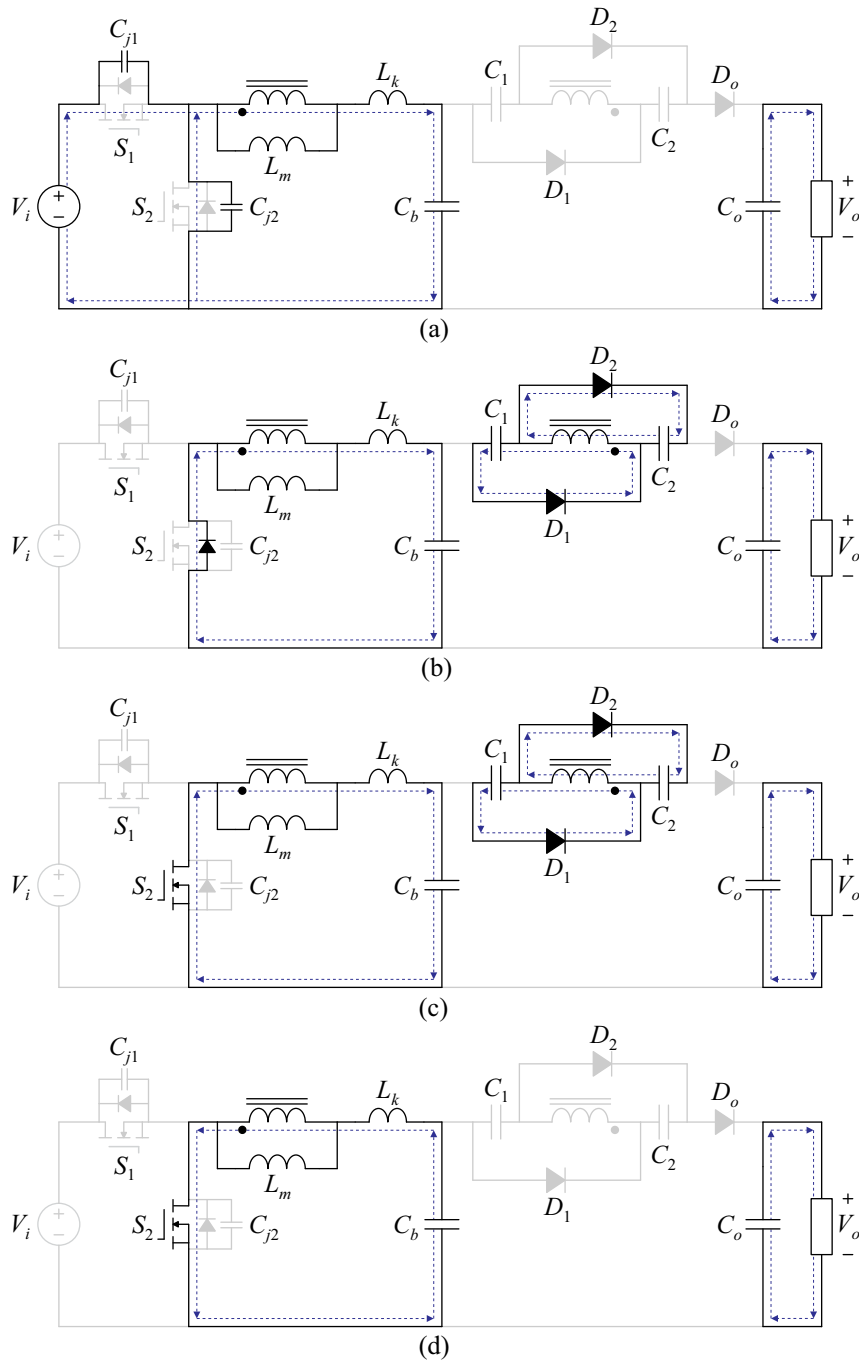 C_{j1} D_2
L_k C_1 D_o
S_1 C_2 +
L_m D_1
V_i + − S_2 C_{j2} C_b C_o V_o −
(a)
C_{j1} D_2
L_k C_1 D_o
S_1 C_2 +
L_m D_1
V_i + − S_2 C_{j2} C_b C_o V_o −
(b)
C_{j1} D_2
L_k C_1 D_o
S_1 C_2 +
L_m D_1
V_i + − S_2 C_{j2} C_b C_o V_o −
(c)
C_{j1} D_2
L_k C_1 D_o
S_1 C_2 +
L_m D_1
V_i + − S_2 C_{j2} C_b C_o V_o −
(d)